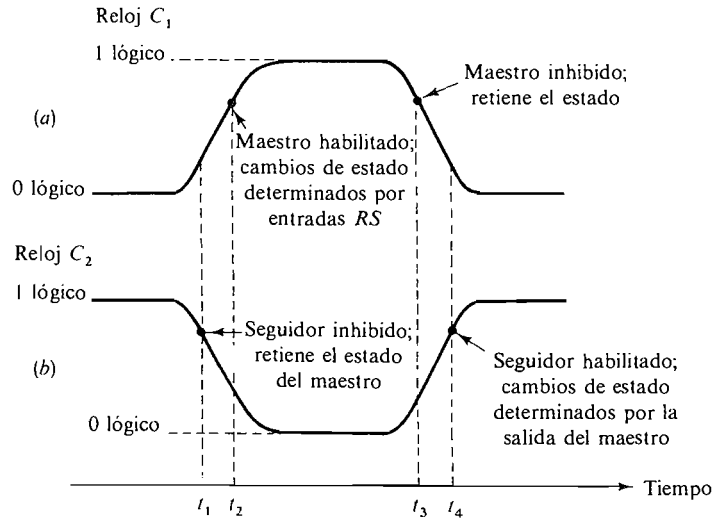 Reloj C₁
1 lógico
(a)
Maestro inhibido;
retiene el estado
Maestro habilitado;
cambios de estado
determinados por
entradas RS
0 lógico
Reloj C₂
1 lógico
Seguidor inhibido;
retiene el estado
del maestro
(b)
Seguidor habilitado;
cambios de estado
determinados por la
salida del maestro
0 lógico
Tiempo
t₁ t₂ t₃ t₄